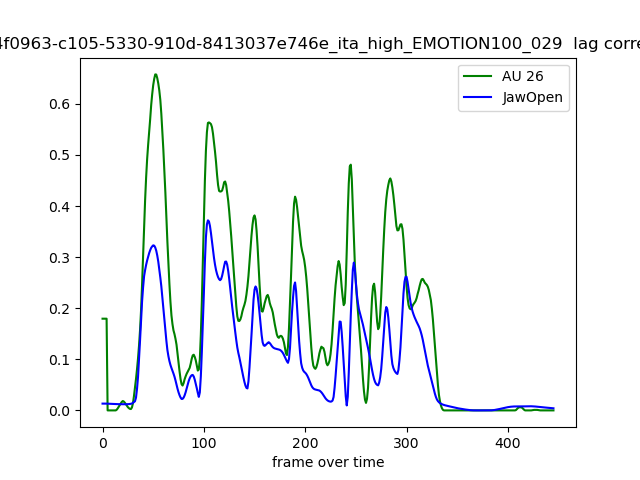 4f0963-c105-5330-910d-8413037e746e_ita_high_EMOTION100_029 lag corre
AU 26
JawOpen
0.6
0.5
0.4
0.3
0.2
0.1
0.0
0 100 200 300 400
frame over time